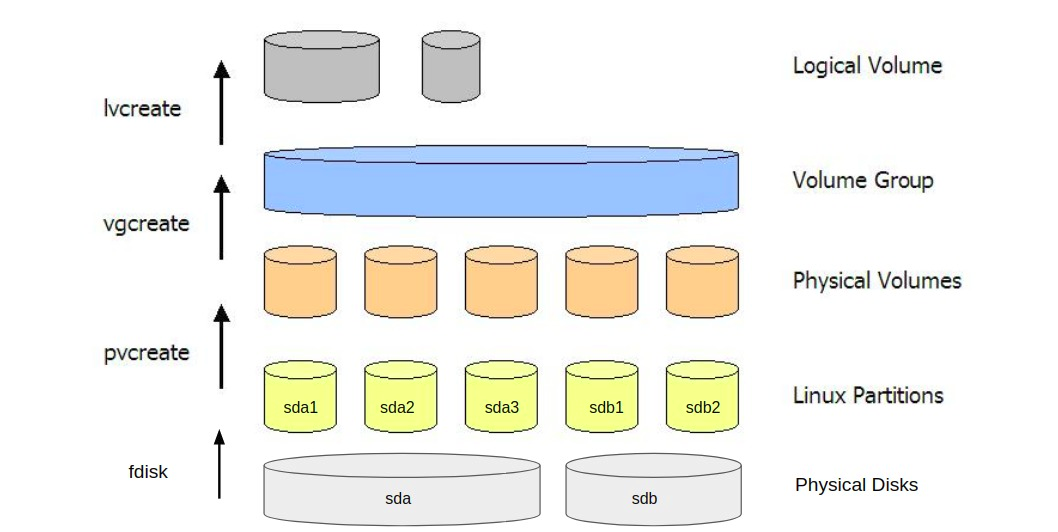 Logical Volume
lvcreate
Volume Group
vgcreate
Physical Volumes
pvcreate
sda1 sda2 sda3 sdb1 sdb2 Linux Partitions
fdisk
sda sdb Physical Disks